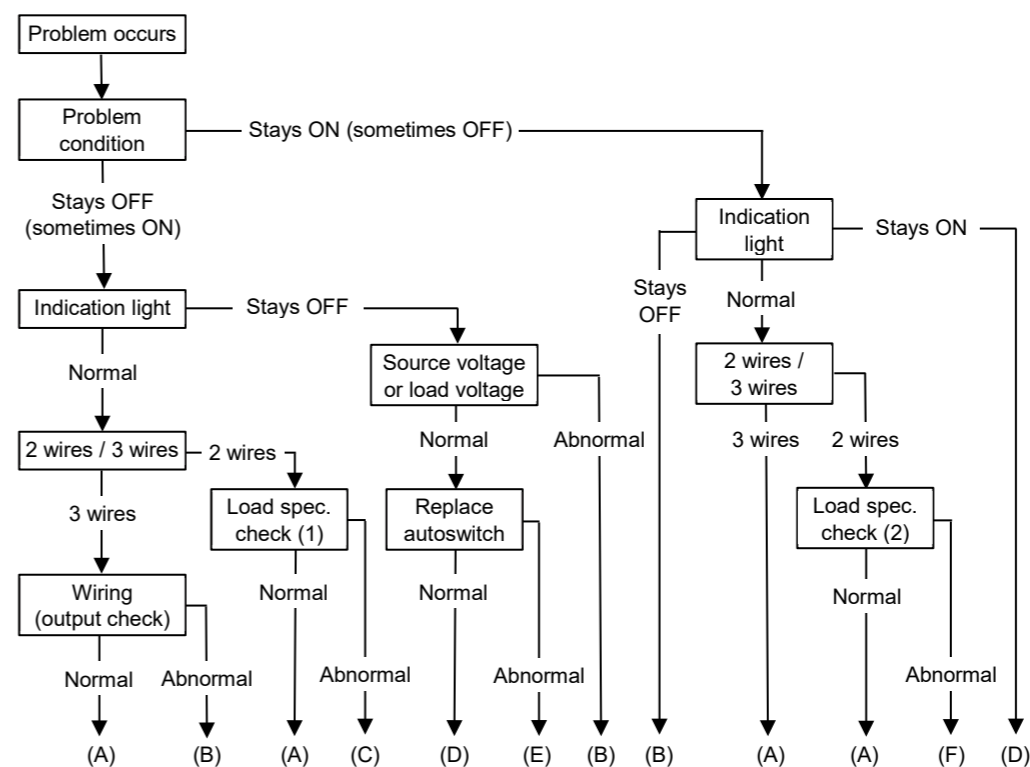 Problem occurs
Problem
condition
Stays ON (sometimes OFF)
Stays OFF
(sometimes ON)
Indication
light
Stays ON
Indication light
Stays OFF
Stays
OFF
Normal
Source voltage
or load voltage
2 wires /
3 wires
Normal
Normal
Abnormal
3 wires
2 wires
2 wires / 3 wires
2 wires
Load spec.
check (1)
Replace
autoswitch
Load spec.
check (2)
3 wires
Wiring
(output check)
Normal
Normal
Normal
Normal
Abnormal
Abnormal
Abnormal
Abnormal
(A)
(B)
(A)
(C)
(D)
(E)
(B)
(B)
(A)
(A)
(F)
(D)